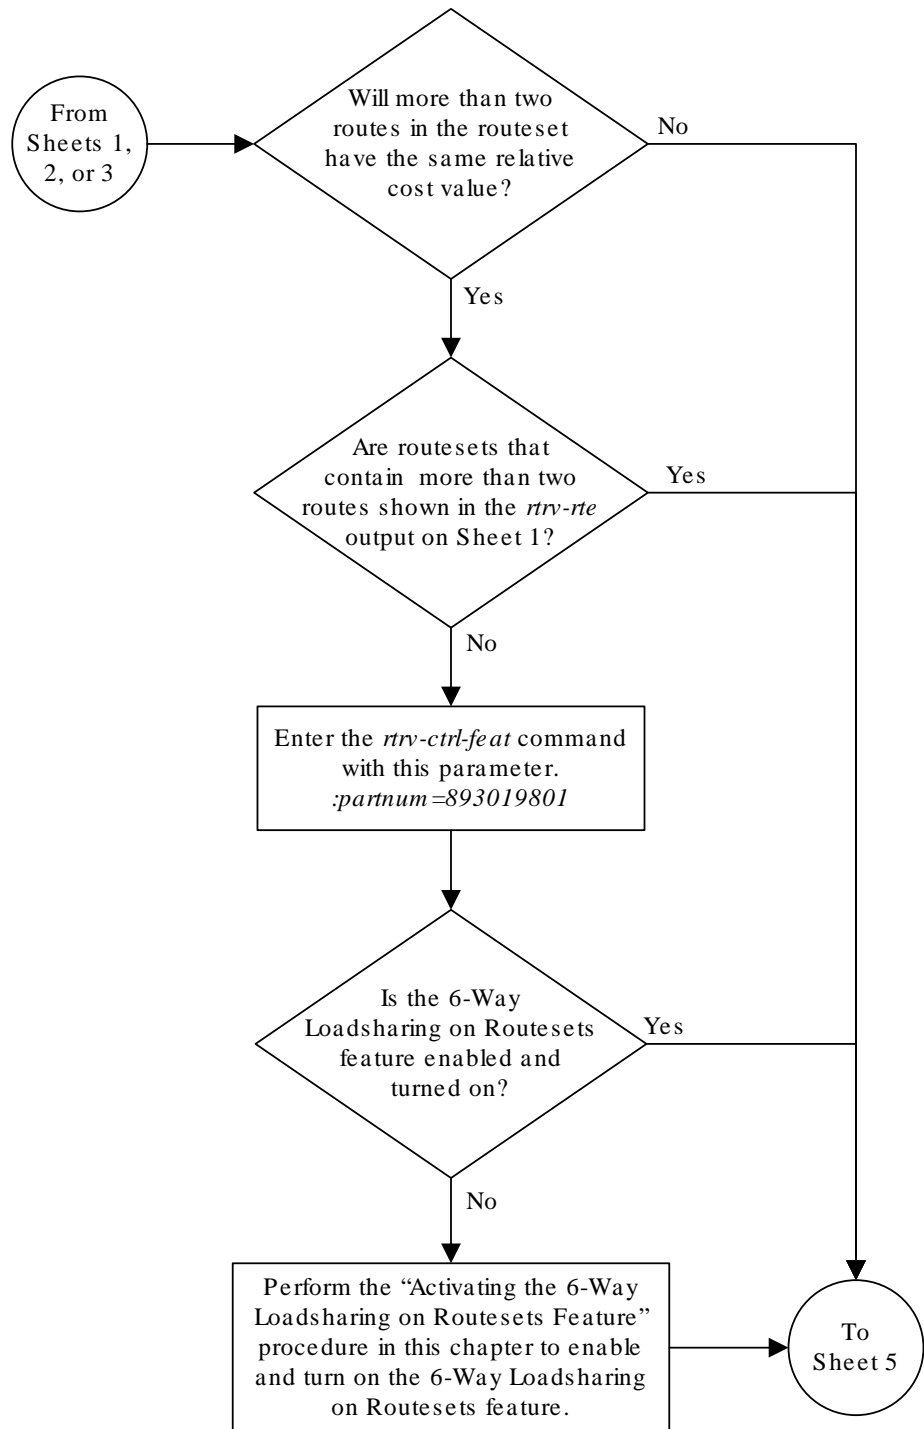 From
Sheets 1,
2, or 3
Will more than two
routes in the routeset
have the same relative
cost value?
No
Yes
Are routesets that
contain more than two
routes shown in the rtrv-rte
output on Sheet 1?
Yes
No
Enter the rtrv-ctrl-feat command
with this parameter.
:partnum=893019801
Is the 6-Way
Loadsharing on Routesets
feature enabled and
turned on?
Yes
No
Perform the “Activating the 6-Way
Loadsharing on Routesets Feature”
procedure in this chapter to enable
and turn on the 6-Way Loadsharing
on Routesets feature.
To
Sheet 5